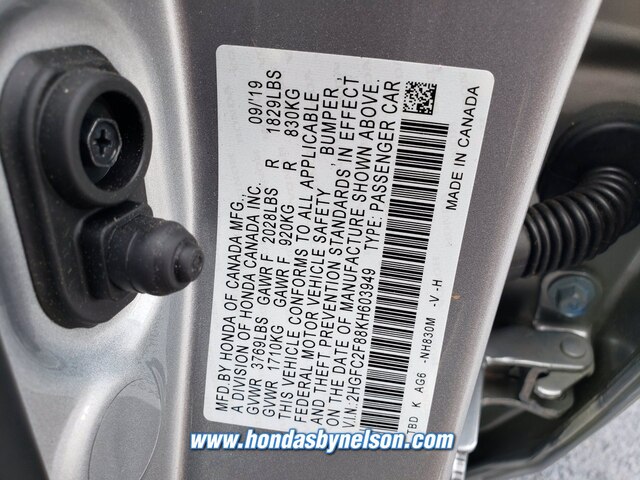 MFD BY HONDA OF CANADA MFG. 09/19
A DIVISION OF HONDA CANADA INC.
GVWR 3769LBS GAWR F 2028LBS R 1829LBS
GVWR 1710KG GAWR F 920KG R 830KG
THIS VEHICLE CONFORMS TO ALL APPLICABLE
FEDERAL MOTOR VEHICLE SAFETY, BUMPER,
AND THEFT PREVENTION STANDARDS IN EFFECT
ON THE DATE OF MANUFACTURE SHOWN ABOVE.
V.I.N: 2HGFC2F88KH603949 TYPE: PASSENGER CAR
TBD K AG6 -NH830M -V -H
MADE IN CANADA
www.hondasbynelson.com